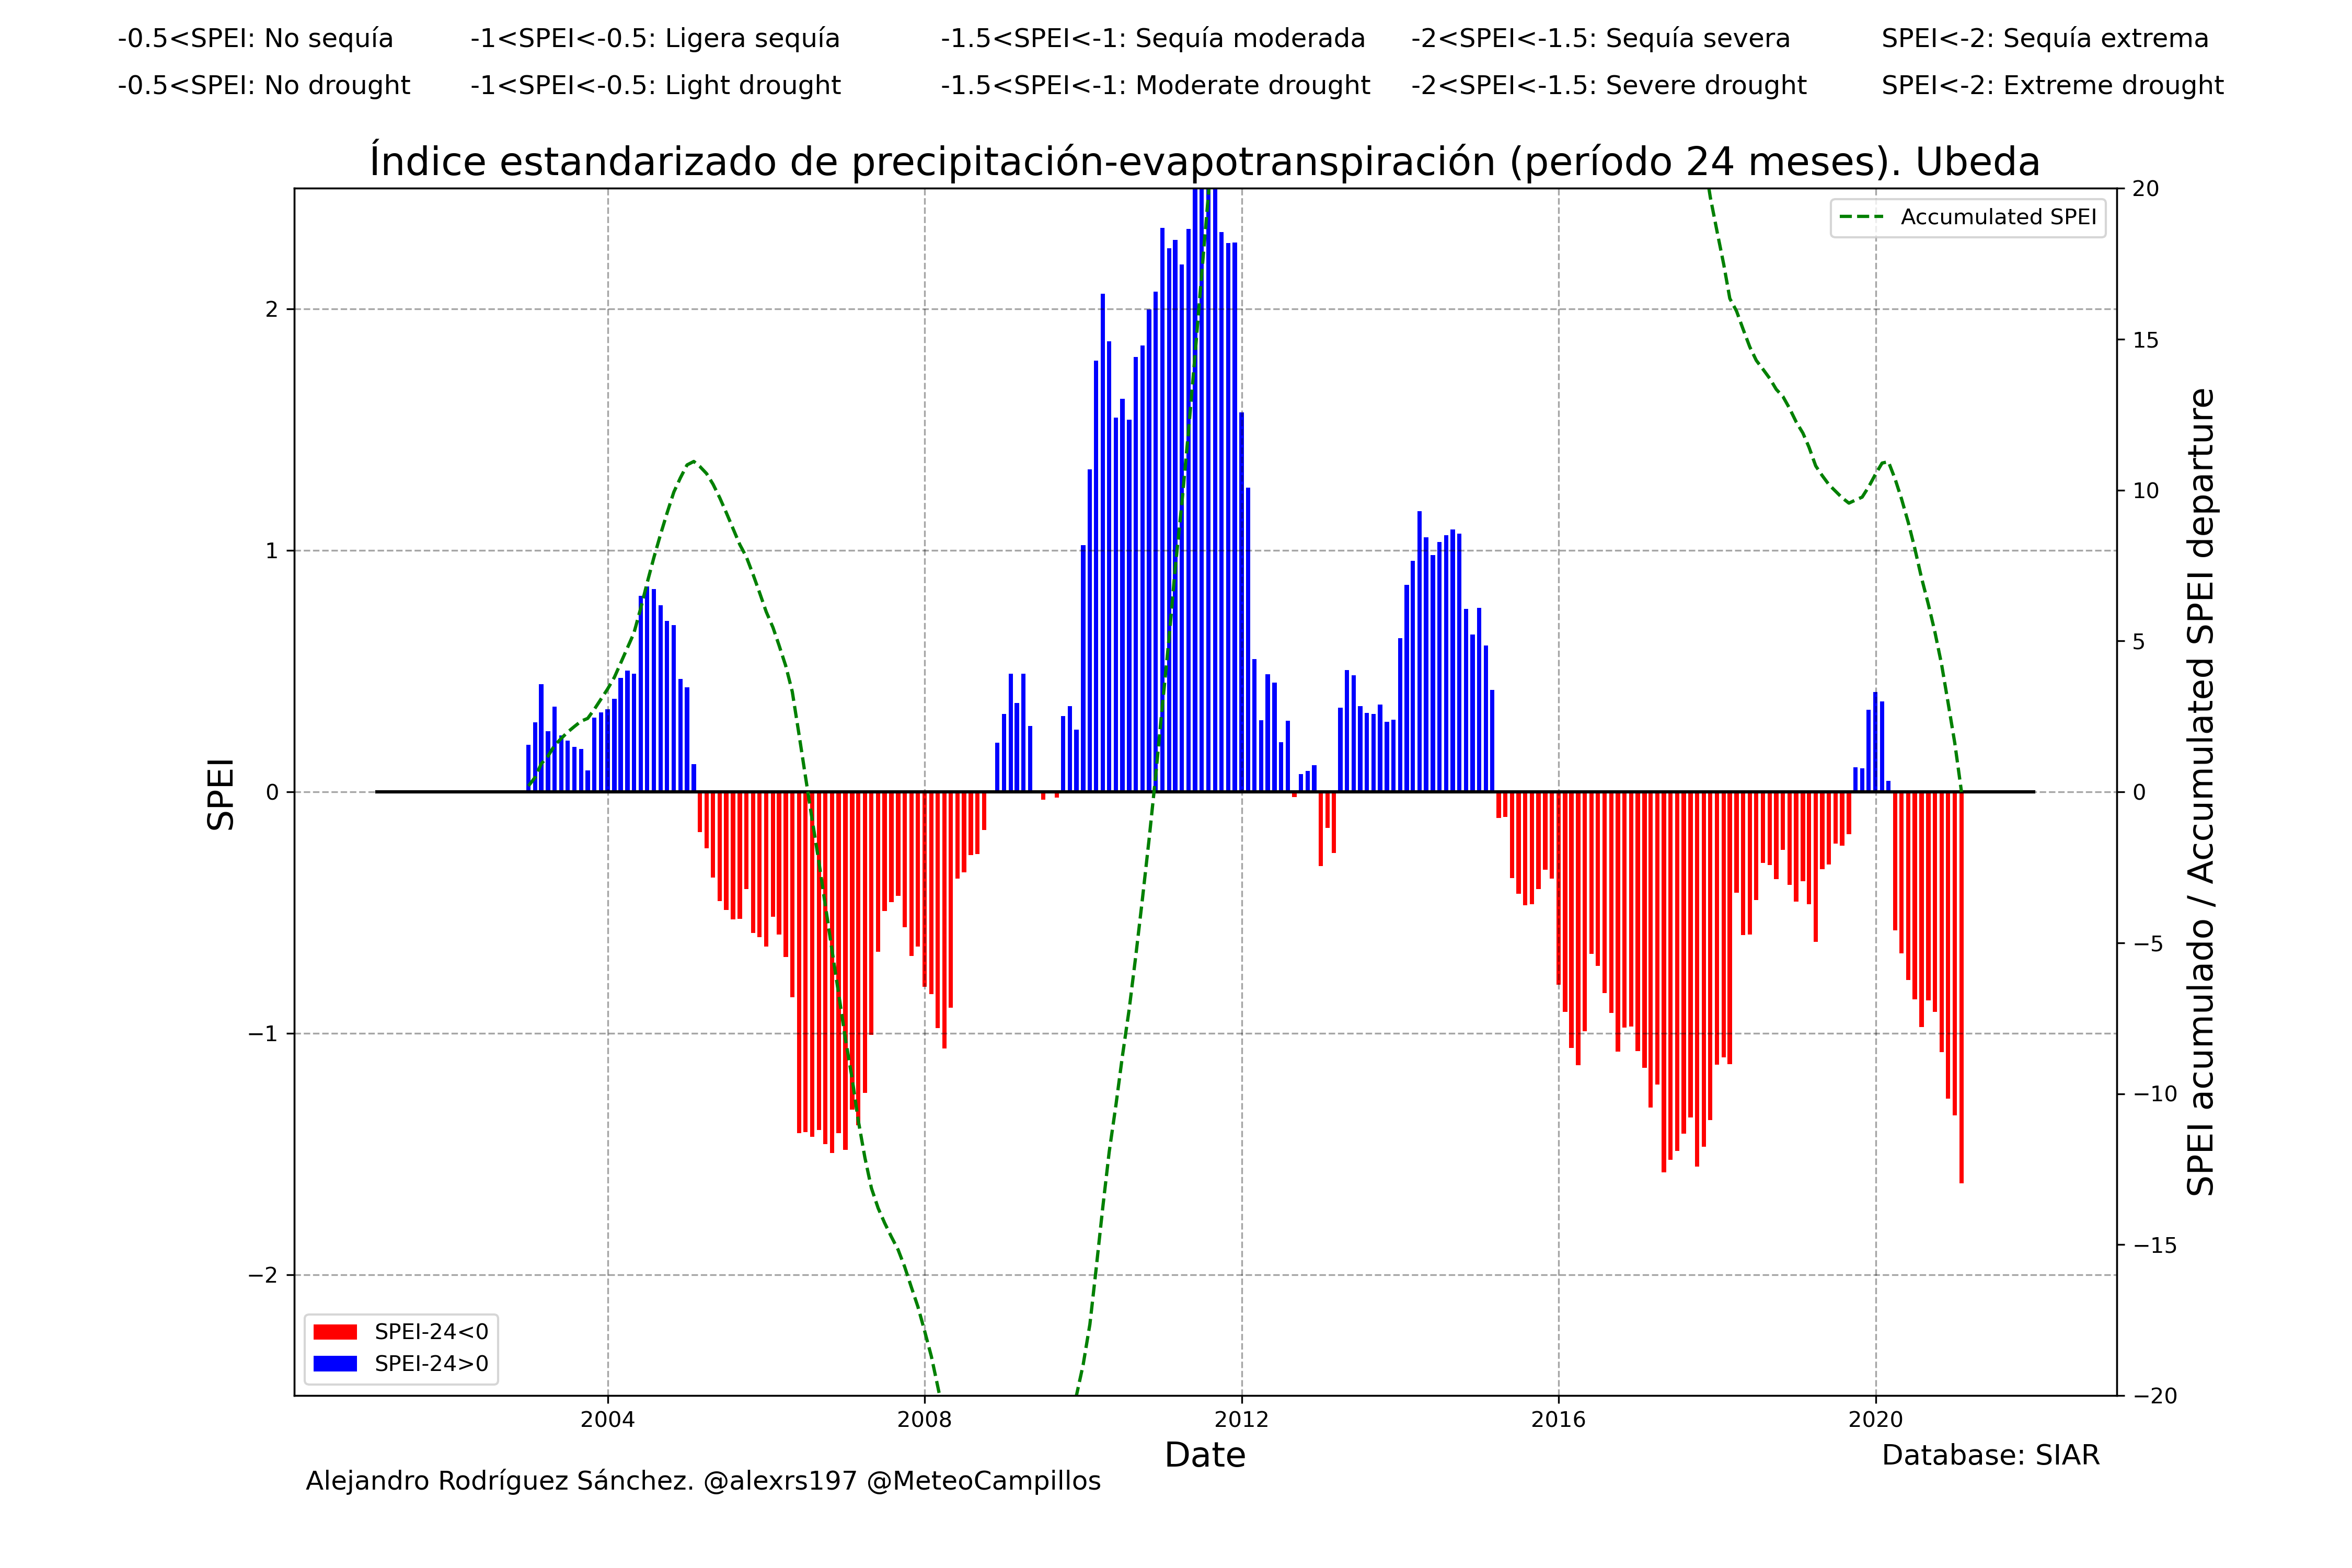 -0.5<SPEI: No sequía -1<SPEI<-0.5: Ligera sequía -1.5<SPEI<-1: Sequía moderada -2<SPEI<-1.5: Sequía severa SPEI<-2: Sequía extrema
-0.5<SPEI: No drought -1<SPEI<-0.5: Light drought -1.5<SPEI<-1: Moderate drought -2<SPEI<-1.5: Severe drought SPEI<-2: Extreme drought
Índice estandarizado de precipitación-evapotranspiración (período 24 meses). Ubeda
SPEI
2
1
0
−1
−2
Accumulated SPEI
SPEI-24<0
SPEI-24>0
20
15
10
5
0
−5
−10
−15
−20
SPEI acumulado / Accumulated SPEI departure
2004 2008 2012 2016 2020
Date
Database: SIAR
Alejandro Rodríguez Sánchez. @alexrs197 @MeteoCampillos